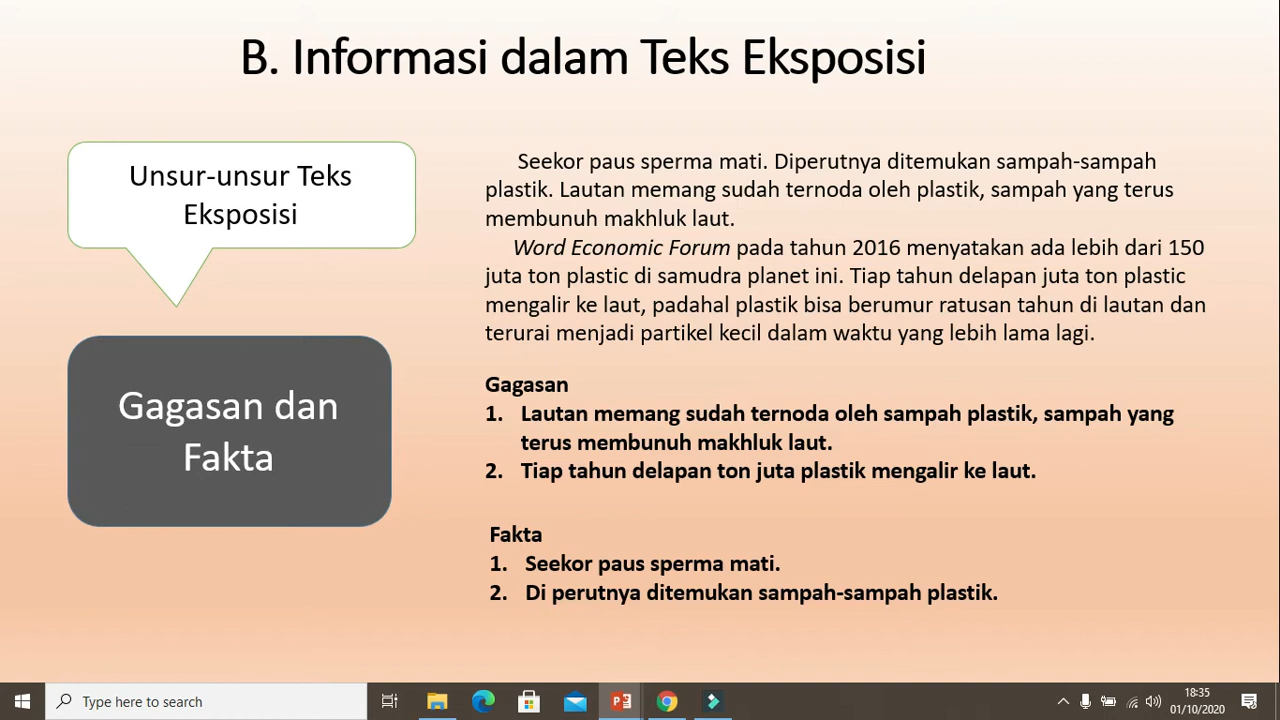 B. Informasi dalam Teks Eksposisi
Unsur-unsur Teks
Eksposisi
Gagasan dan
Fakta
Seekor paus sperma mati. Diperutnya ditemukan sampah-sampah
plastik. Lautan memang sudah ternoda oleh plastik, sampah yang terus
membunuh makhluk laut.
Word Economic Forum pada tahun 2016 menyatakan ada lebih dari 150
juta ton plastic di samudra planet ini. Tiap tahun delapan juta ton plastic
mengalir ke laut, padahal plastik bisa berumur ratusan tahun di lautan dan
terurai menjadi partikel kecil dalam waktu yang lebih lama lagi.
Gagasan
1. Lautan memang sudah ternoda oleh sampah plastik, sampah yang
terus membunuh makhluk laut.
2. Tiap tahun delapan ton juta plastik mengalir ke laut.
Fakta
1. Seekor paus sperma mati.
2. Di perutnya ditemukan sampah-sampah plastik.
Type here to search
18:35
01/10/2020